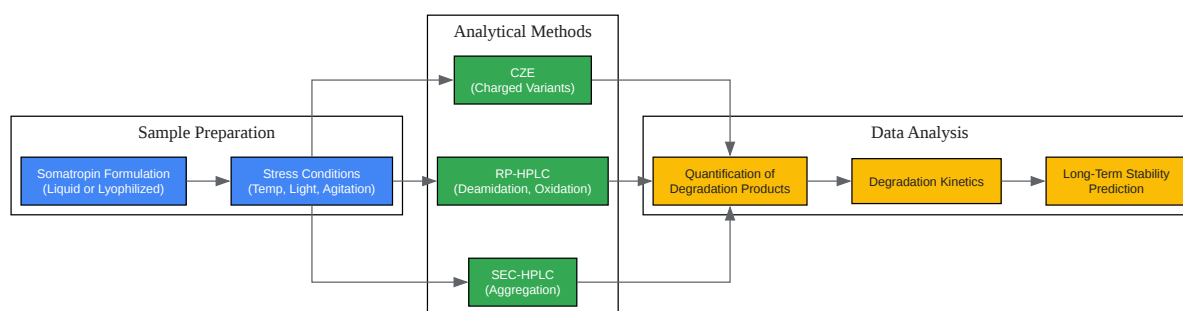 Sample Preparation
Somatropin Formulation
(Liquid or Lyophilized)
Stress Conditions
(Temp, Light, Agitation)
Analytical Methods
CZE
(Charged Variants)
RP-HPLC
(Deamidation, Oxidation)
SEC-HPLC
(Aggregation)
Data Analysis
Quantification of
Degradation Products
Degradation Kinetics
Long-Term Stability
Prediction